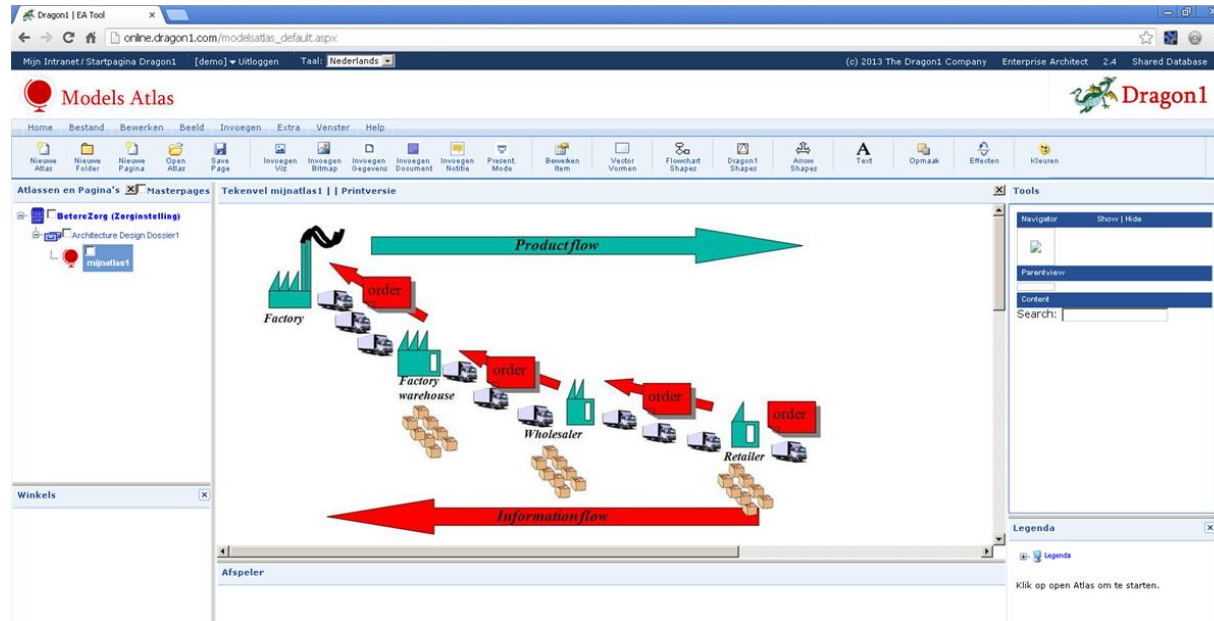 Dragon1 | EA Tool
online.dragon1.com/modelsatlas_default.aspx
Mijn Intranet / Startpagina Dragon1 [demo] Uitloggen Taal: Nederlands (c) 2013 The Dragon1 Company Enterprise Architect 2.4 Shared Database
Models Atlas
Dragon1
Home Bestand Bewerken Beeld Invoegen Extra Venster Help
Nieuwe Atlas
Nieuwe Folder
Nieuwe Pagina
Open Atlas
Save Page
Invoegen Viz
Invoegen Bitmap
Invoegen Gegevens
Invoegen Document
Invoegen Notitie
Present. Mode
Bewerken Item
Vector Vormen
Flowchart Shapes
Dragon1 Shapes
Arrow Shapes
A
Text
Opmaak
Effecten
Kleuren
Atlassen en Pagina's Masterpages
BetereZorg (Zorginstelling)
Architecture Design Dossier1
mijnatlas1
Winkels
Tekenvel mijnatlas1 | | Printversie
Product flow
order
Factory
order
Factory
warehouse
order
Wholesaler
order
Retailer
Information flow
Afspeler
Tools
Navigator Show | Hide
Parentview
Content
Search:
Legenda
Legenda
Klik op open Atlas om te starten.